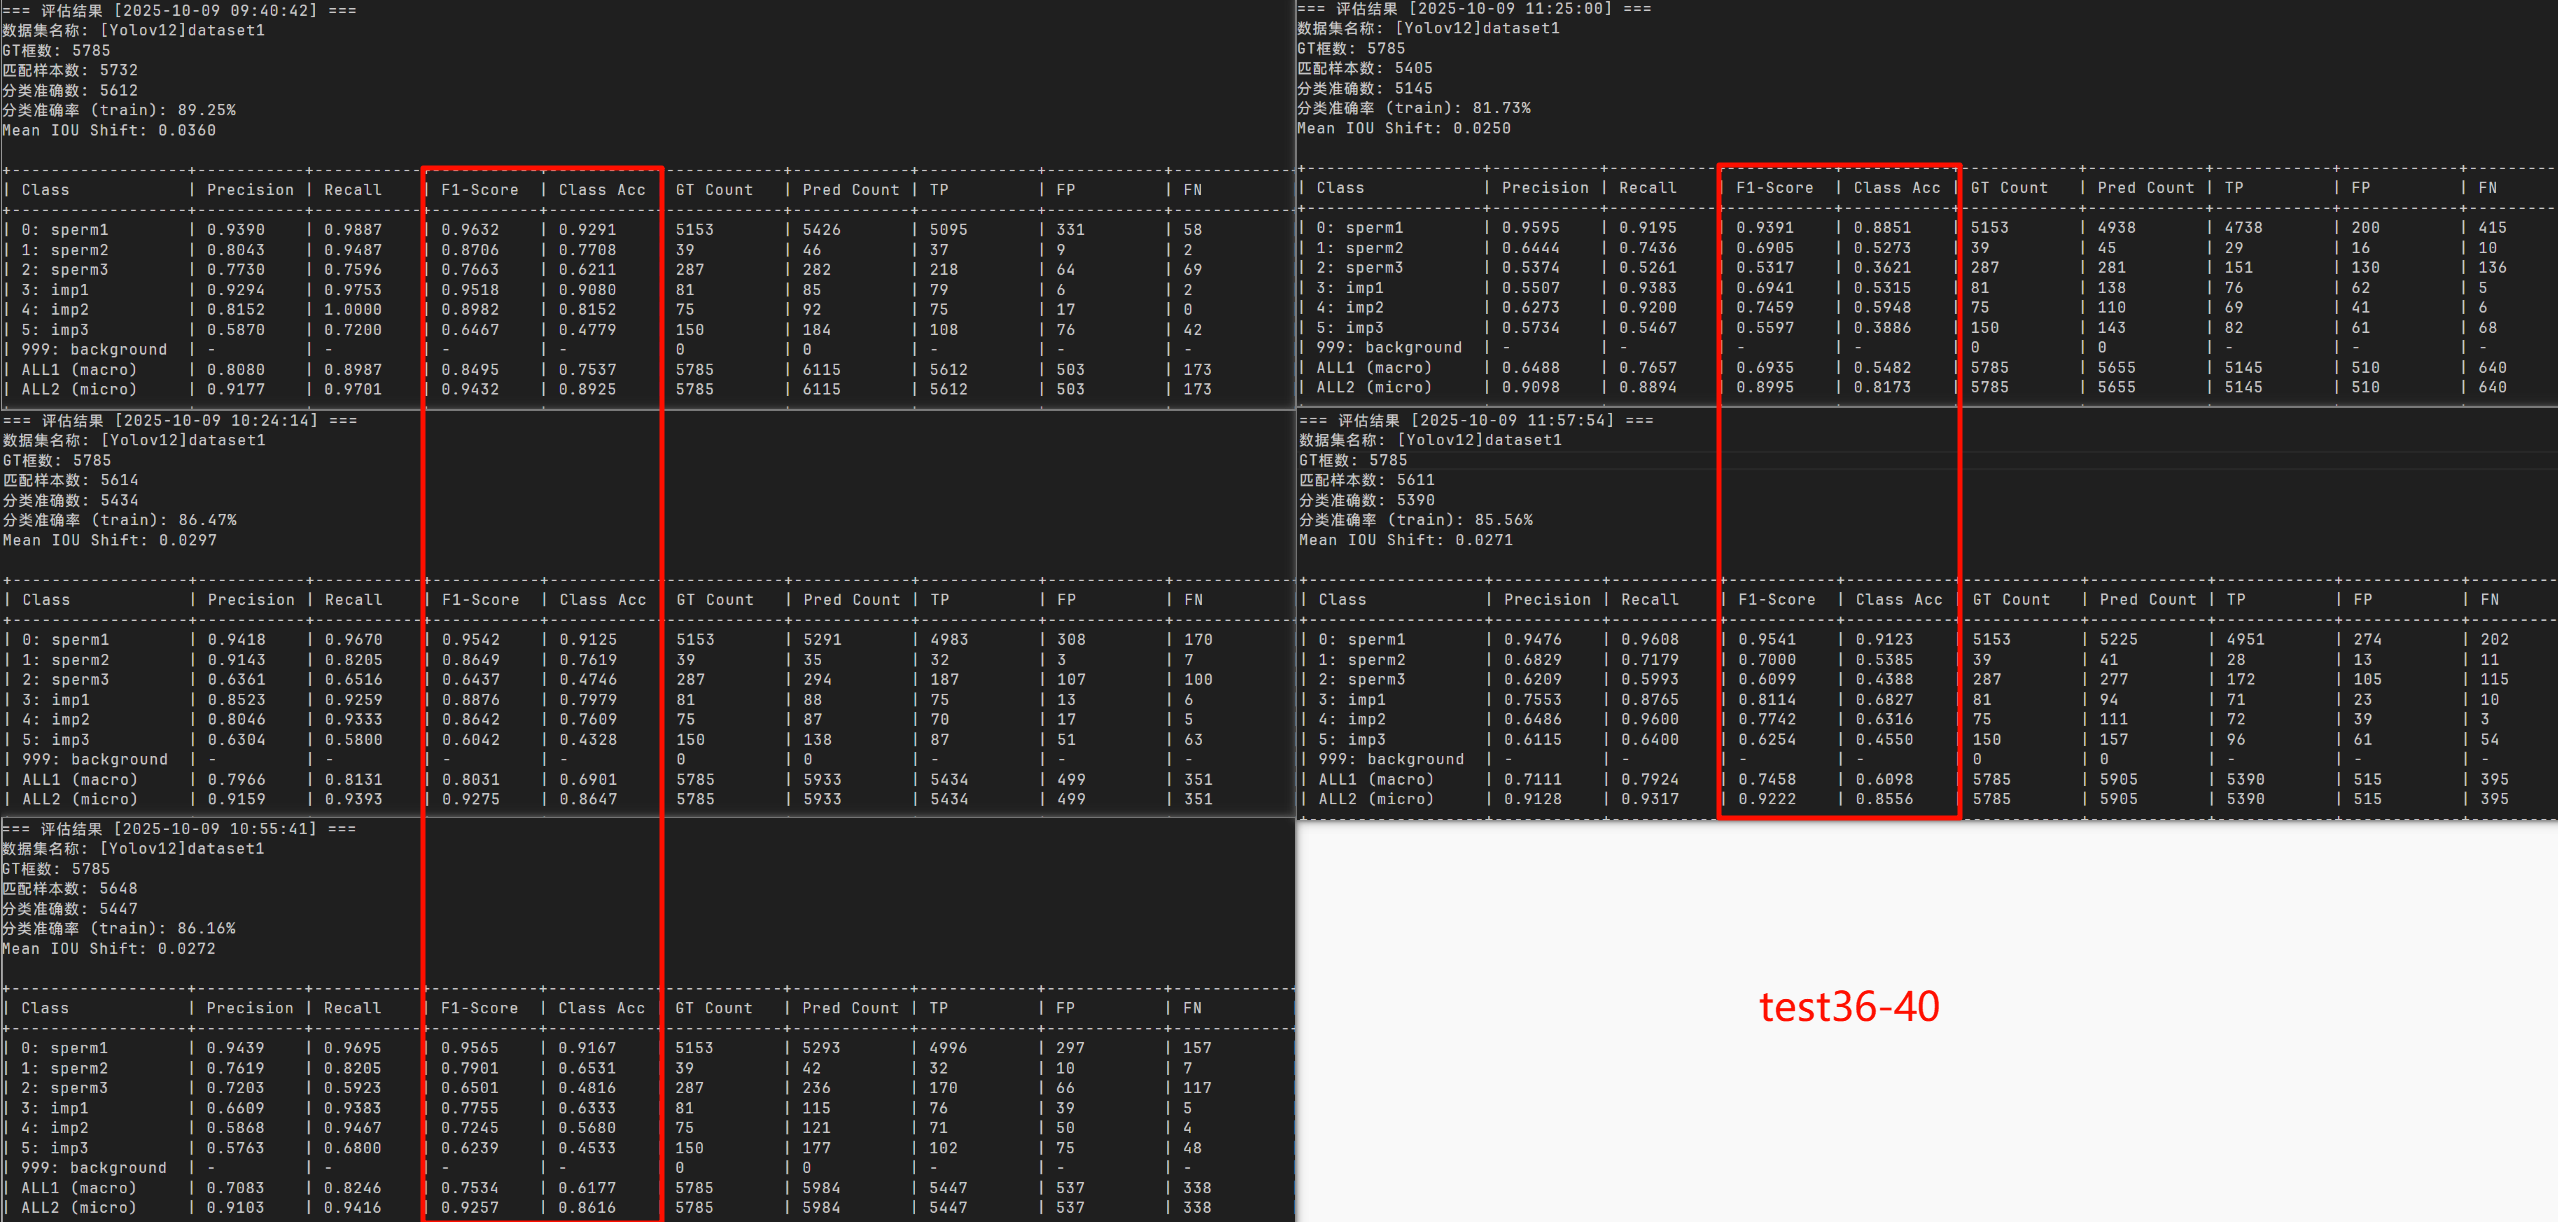 === 评估结果 [2025-10-09 09:40:42] ===
数据集名称: [Yolov12]dataset1
GT框数: 5785
匹配样本数: 5732
分类准确数: 5612
分类准确率 (train): 89.25%
Mean IOU Shift: 0.0360
| Class | Precision | Recall | F1-Score | Class Acc | GT Count | Pred Count | TP | FP | FN
| 0: sperm1 | 0.9390 | 0.9887 | 0.9632 | 0.9291 | 5153 | 5426 | 5095 | 331 | 58
| 1: sperm2 | 0.8043 | 0.9487 | 0.8706 | 0.7708 | 39 | 46 | 37 | 9 | 2
| 2: sperm3 | 0.7730 | 0.7596 | 0.7663 | 0.6211 | 287 | 282 | 218 | 64 | 69
| 3: imp1 | 0.9294 | 0.9753 | 0.9518 | 0.9080 | 81 | 85 | 79 | 6 | 2
| 4: imp2 | 0.8152 | 1.0000 | 0.8982 | 0.8152 | 75 | 92 | 75 | 17 | 0
| 5: imp3 | 0.5870 | 0.7200 | 0.6467 | 0.4779 | 150 | 184 | 108 | 76 | 42
| 999: background | - | - | - | - | 0 | 0 | - | - | -
| ALL1 (macro) | 0.8080 | 0.8987 | 0.8495 | 0.7537 | 5785 | 6115 | 5612 | 503 | 173
| ALL2 (micro) | 0.9177 | 0.9701 | 0.9432 | 0.8925 | 5785 | 6115 | 5612 | 503 | 173
=== 评估结果 [2025-10-09 10:24:14] ===
数据集名称: [Yolov12]dataset1
GT框数: 5785
匹配样本数: 5614
分类准确数: 5434
分类准确率 (train): 86.47%
Mean IOU Shift: 0.0297
| Class | Precision | Recall | F1-Score | Class Acc | GT Count | Pred Count | TP | FP | FN
| 0: sperm1 | 0.9418 | 0.9670 | 0.9542 | 0.9125 | 5153 | 5291 | 4983 | 308 | 170
| 1: sperm2 | 0.9143 | 0.8205 | 0.8649 | 0.7619 | 39 | 35 | 32 | 3 | 7
| 2: sperm3 | 0.6361 | 0.6516 | 0.6437 | 0.4746 | 287 | 294 | 187 | 107 | 100
| 3: imp1 | 0.8523 | 0.9259 | 0.8876 | 0.7979 | 81 | 88 | 75 | 13 | 6
| 4: imp2 | 0.8046 | 0.9333 | 0.8642 | 0.7609 | 75 | 87 | 70 | 17 | 5
| 5: imp3 | 0.6304 | 0.5800 | 0.6042 | 0.4328 | 150 | 138 | 87 | 51 | 63
| 999: background | - | - | - | - | 0 | 0 | - | - | -
| ALL1 (macro) | 0.7966 | 0.8131 | 0.8031 | 0.6901 | 5785 | 5933 | 5434 | 499 | 351
| ALL2 (micro) | 0.9159 | 0.9393 | 0.9275 | 0.8647 | 5785 | 5933 | 5434 | 499 | 351
=== 评估结果 [2025-10-09 10:55:41] ===
数据集名称: [Yolov12]dataset1
GT框数: 5785
匹配样本数: 5648
分类准确数: 5447
分类准确率 (train): 86.16%
Mean IOU Shift: 0.0272
| Class | Precision | Recall | F1-Score | Class Acc | GT Count | Pred Count | TP | FP | FN
| 0: sperm1 | 0.9439 | 0.9695 | 0.9565 | 0.9167 | 5153 | 5293 | 4996 | 297 | 157
| 1: sperm2 | 0.7619 | 0.8205 | 0.7901 | 0.6531 | 39 | 42 | 32 | 10 | 7
| 2: sperm3 | 0.7203 | 0.5923 | 0.6501 | 0.4816 | 287 | 236 | 170 | 66 | 117
| 3: imp1 | 0.6609 | 0.9383 | 0.7755 | 0.6333 | 81 | 115 | 76 | 39 | 5
| 4: imp2 | 0.5868 | 0.9467 | 0.7245 | 0.5680 | 75 | 121 | 71 | 50 | 4
| 5: imp3 | 0.5763 | 0.6800 | 0.6239 | 0.4533 | 150 | 177 | 102 | 75 | 48
| 999: background | - | - | - | - | 0 | 0 | - | - | -
| ALL1 (macro) | 0.7083 | 0.8246 | 0.7534 | 0.6177 | 5785 | 5984 | 5447 | 537 | 338
| ALL2 (micro) | 0.9103 | 0.9416 | 0.9257 | 0.8616 | 5785 | 5984 | 5447 | 537 | 338
=== 评估结果 [2025-10-09 11:25:00] ===
数据集名称: [Yolov12]dataset1
GT框数: 5785
匹配样本数: 5405
分类准确数: 5145
分类准确率 (train): 81.73%
Mean IOU Shift: 0.0250
| Class | Precision | Recall | F1-Score | Class Acc | GT Count | Pred Count | TP | FP | FN
| 0: sperm1 | 0.9595 | 0.9195 | 0.9391 | 0.8851 | 5153 | 4938 | 4738 | 200 | 415
| 1: sperm2 | 0.6444 | 0.7436 | 0.6905 | 0.5273 | 39 | 45 | 29 | 16 | 10
| 2: sperm3 | 0.5374 | 0.5261 | 0.5317 | 0.3621 | 287 | 281 | 151 | 130 | 136
| 3: imp1 | 0.5507 | 0.9383 | 0.6941 | 0.5315 | 81 | 138 | 76 | 62 | 5
| 4: imp2 | 0.6273 | 0.9200 | 0.7459 | 0.5948 | 75 | 110 | 69 | 41 | 6
| 5: imp3 | 0.5734 | 0.5467 | 0.5597 | 0.3886 | 150 | 143 | 82 | 61 | 68
| 999: background | - | - | - | - | 0 | 0 | - | - | -
| ALL1 (macro) | 0.6488 | 0.7657 | 0.6935 | 0.5482 | 5785 | 5655 | 5145 | 510 | 640
| ALL2 (micro) | 0.9098 | 0.8894 | 0.8995 | 0.8173 | 5785 | 5655 | 5145 | 510 | 640
=== 评估结果 [2025-10-09 11:57:54] ===
数据集名称: [Yolov12]dataset1
GT框数: 5785
匹配样本数: 5611
分类准确数: 5390
分类准确率 (train): 85.56%
Mean IOU Shift: 0.0271
| Class | Precision | Recall | F1-Score | Class Acc | GT Count | Pred Count | TP | FP | FN
| 0: sperm1 | 0.9476 | 0.9608 | 0.9541 | 0.9123 | 5153 | 5225 | 4951 | 274 | 202
| 1: sperm2 | 0.6829 | 0.7179 | 0.7000 | 0.5385 | 39 | 41 | 28 | 13 | 11
| 2: sperm3 | 0.6209 | 0.5993 | 0.6099 | 0.4388 | 287 | 277 | 172 | 105 | 115
| 3: imp1 | 0.7553 | 0.8765 | 0.8114 | 0.6827 | 81 | 94 | 71 | 23 | 10
| 4: imp2 | 0.6486 | 0.9600 | 0.7742 | 0.6316 | 75 | 111 | 72 | 39 | 3
| 5: imp3 | 0.6115 | 0.6400 | 0.6254 | 0.4550 | 150 | 157 | 96 | 61 | 54
| 999: background | - | - | - | - | 0 | 0 | - | - | -
| ALL1 (macro) | 0.7111 | 0.7924 | 0.7458 | 0.6098 | 5785 | 5905 | 5390 | 515 | 395
| ALL2 (micro) | 0.9128 | 0.9317 | 0.9222 | 0.8556 | 5785 | 5905 | 5390 | 515 | 395
test36-40